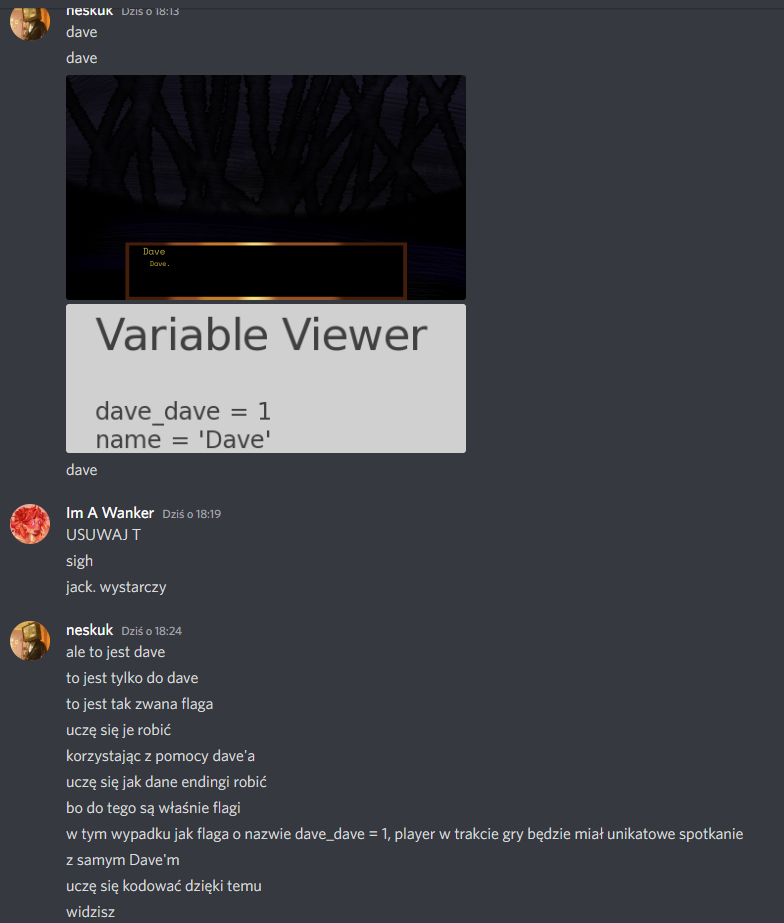 neskuk Dziś o 18:13
dave
dave
Dave
Dave.
Variable Viewer
dave_dave = 1
name = 'Dave'
dave
Im A Wanker Dziś o 18:19
USUWAJ T
sigh
jack. wystarczy
neskuk Dziś o 18:24
ale to jest dave
to jest tylko do dave
to jest tak zwana flaga
uczę się je robić
korzystając z pomocy dave'a
uczę się jak dane endingi robić
bo do tego są właśnie flagi
w tym wypadku jak flaga o nazwie dave_dave = 1, player w trakcie gry będzie miał unikatowe spotkanie
z samym Dave'm
uczę się kodować dzięki temu
widzisz